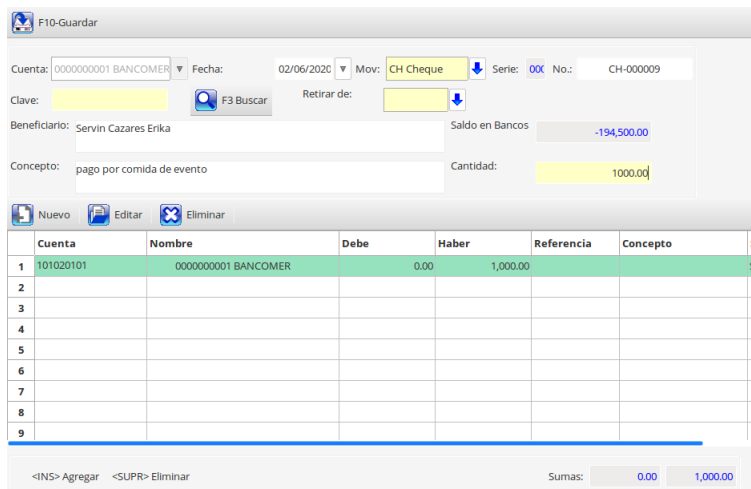 F10-Guardar
Cuenta: 0000000001 BANCOMER Fecha: 02/06/2020 Mov: CH Cheque Serie: 000 No.: CH-000009
Clave: F3 Buscar Retirar de:
Beneficiario: Servin Cazares Erika Saldo en Bancos -194,500.00
Concepto: pago por comida de evento Cantidad: 1000.00
Nuevo Editar Eliminar
Cuenta Nombre Debe Haber Referencia Concepto
1 101020101 0000000001 BANCOMER 0.00 1,000.00
2
3
4
5
6
7
8
9
<INS> Agregar <SUPR> Eliminar Sumas: 0.00 1,000.00